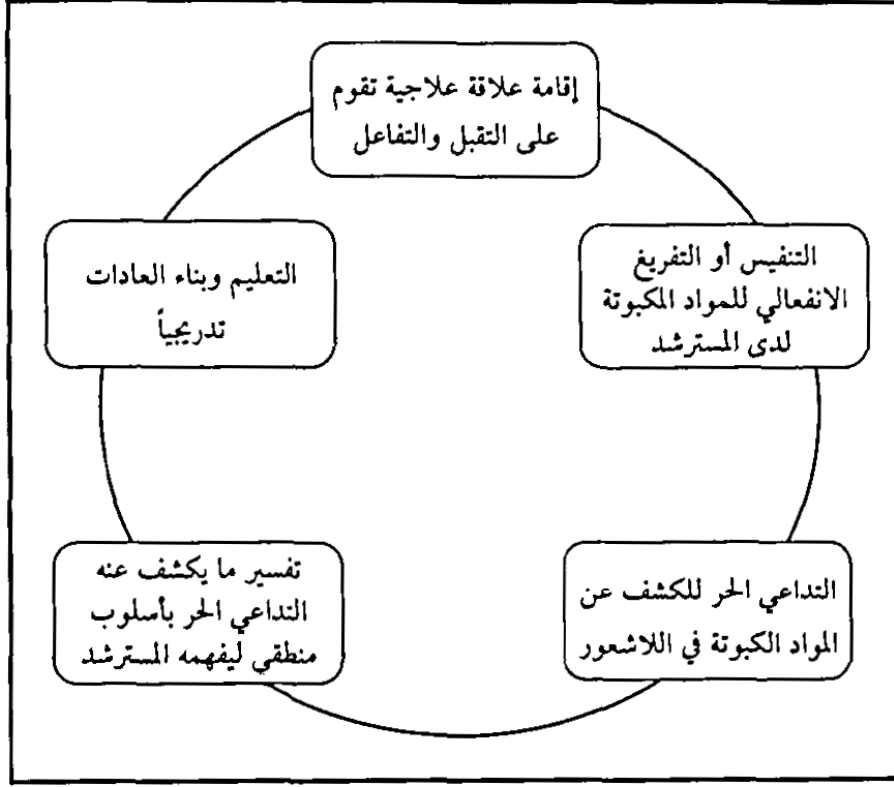 إقامة علاقة علاجية تقوم
على التقبل والتفاعل
التنفيس أو التفريغ
الانفعالي للمواد المكبوتة
لدى المسترشد
التداعي الحر للكشف عن
المواد الكبوتة في اللاشعور
تفسير ما يكشف عنه
التداعي الحر بأسلوب
منطقي ليفهمه المسترشد
التعليم وبناء العادات
تدريجياً